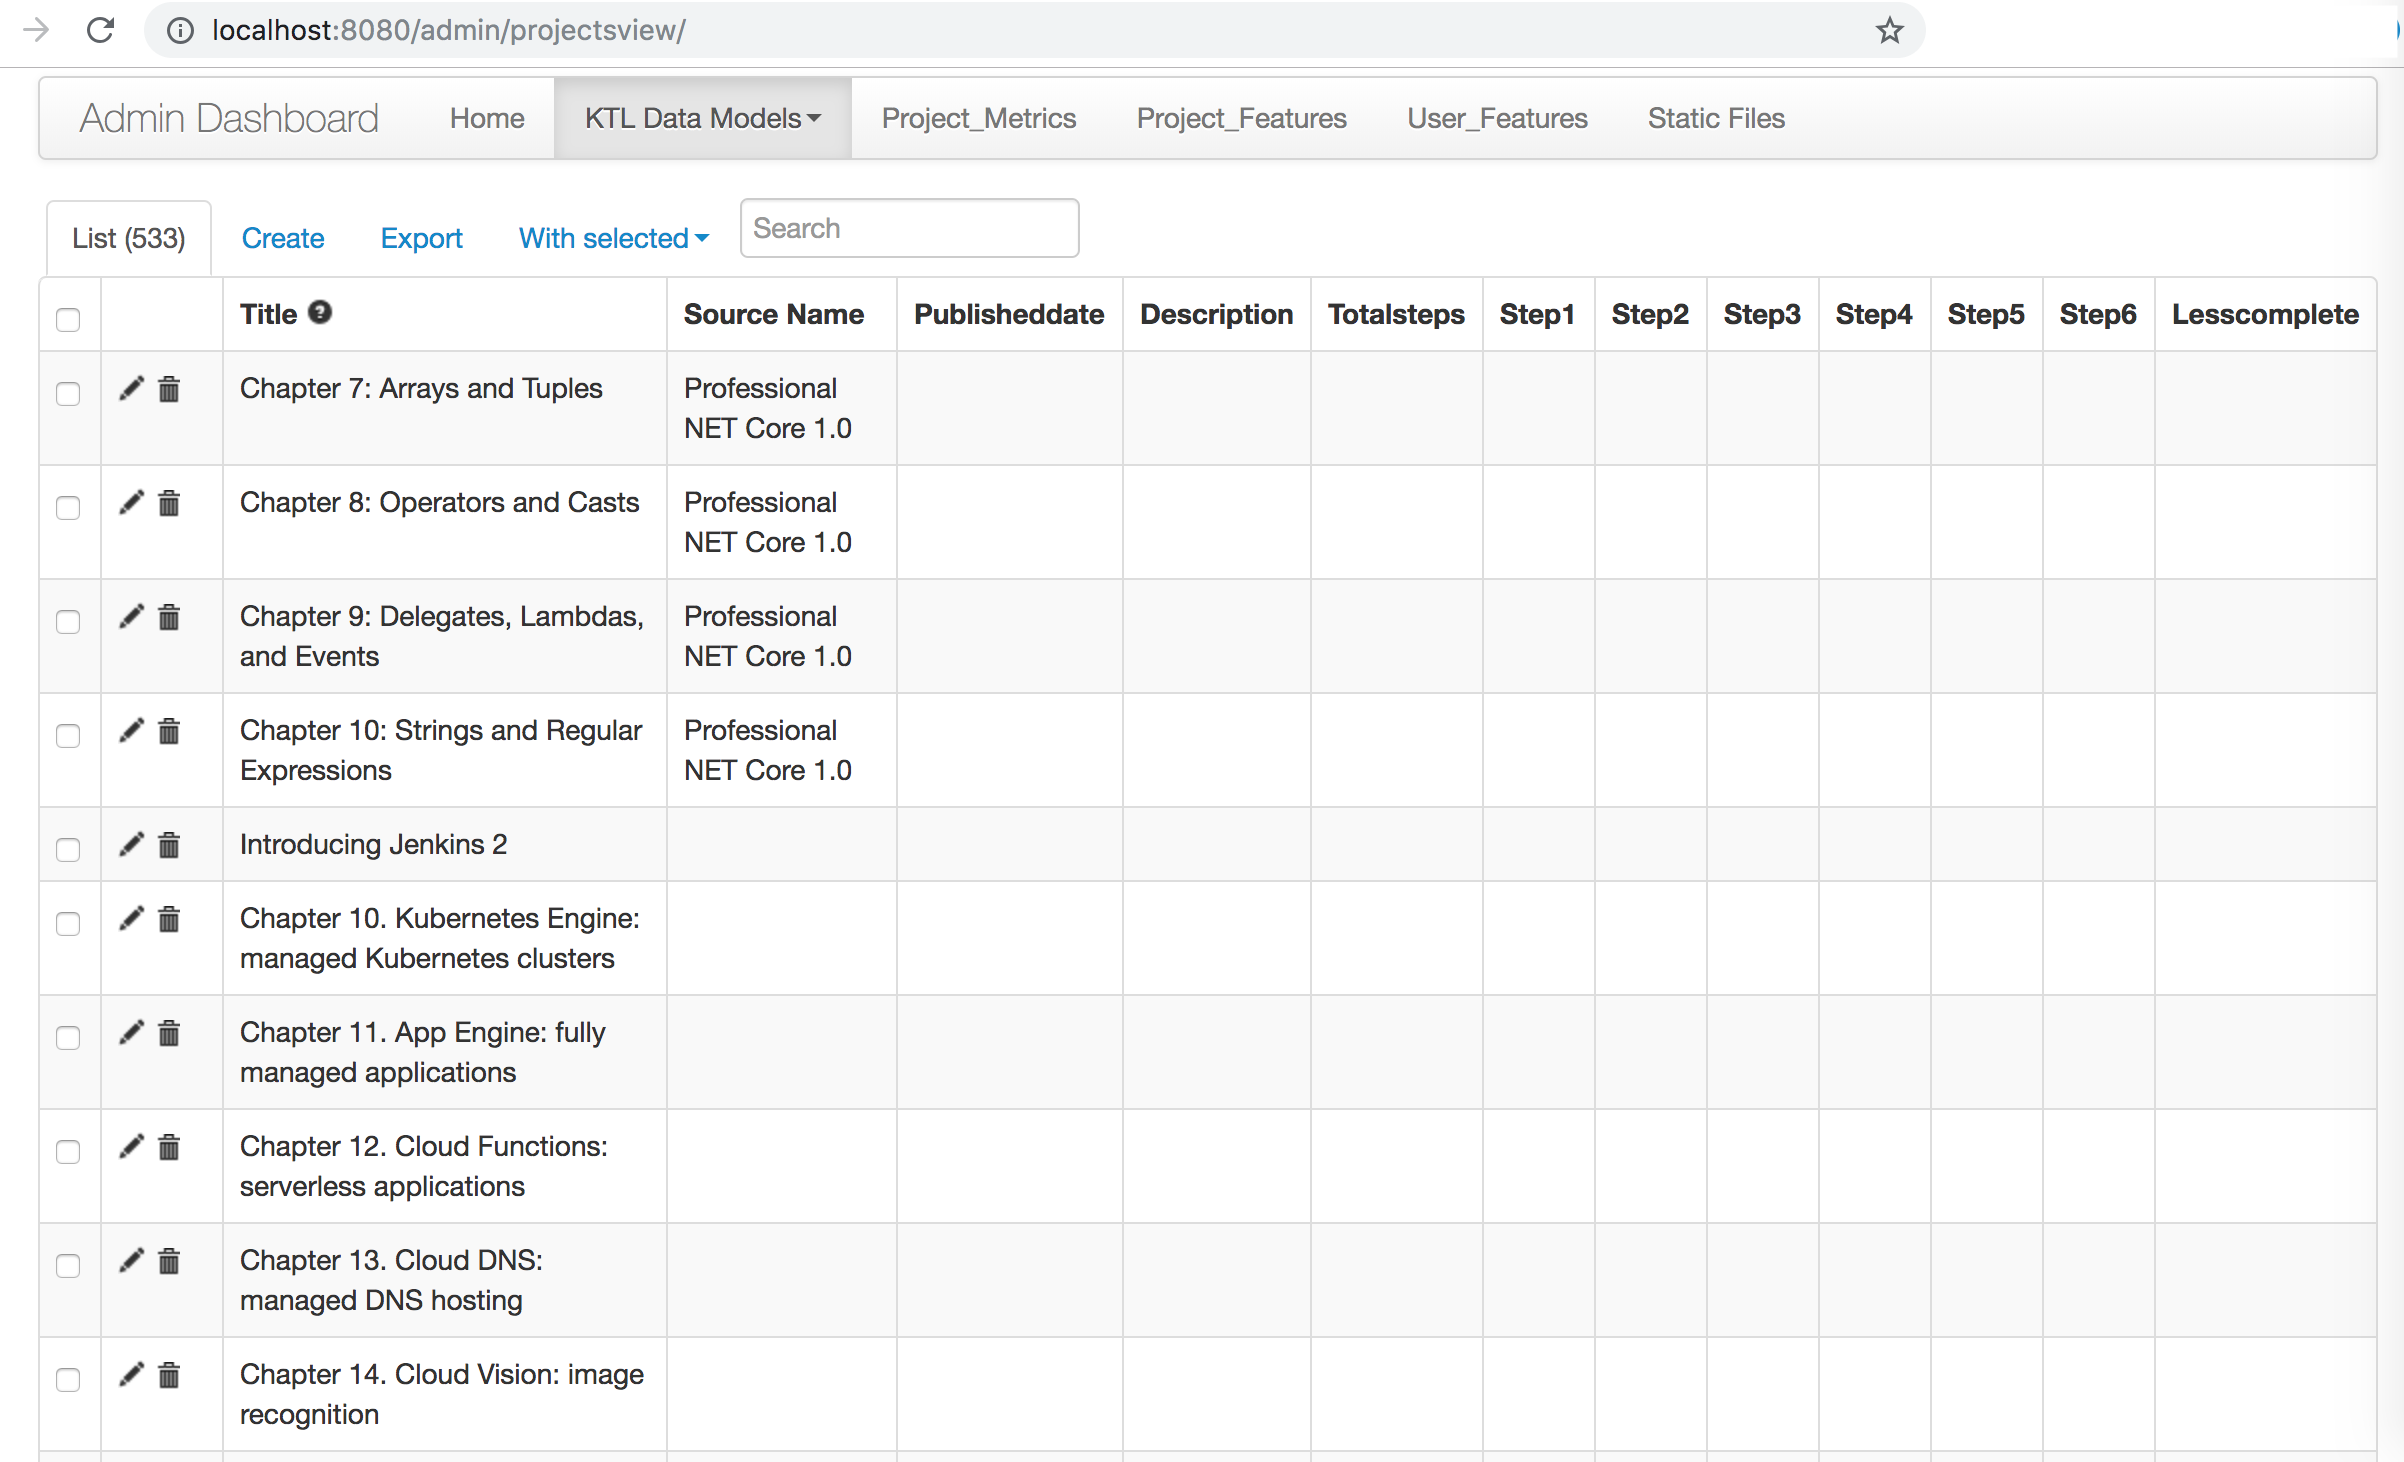 localhost:8080/admin/projectsview/
Admin Dashboard Home KTL Data Models Project_Metrics Project_Features User_Features Static Files
List (533) Create Export With selected Search
Title ? Source Name Publisheddate Description Totalsteps Step1 Step2 Step3 Step4 Step5 Step6 Lesscomplete
Chapter 7: Arrays and Tuples Professional
NET Core 1.0
Chapter 8: Operators and Casts Professional
NET Core 1.0
Chapter 9: Delegates, Lambdas, Professional
and Events NET Core 1.0
Chapter 10: Strings and Regular Professional
Expressions NET Core 1.0
Introducing Jenkins 2
Chapter 10. Kubernetes Engine:
managed Kubernetes clusters
Chapter 11. App Engine: fully
managed applications
Chapter 12. Cloud Functions:
serverless applications
Chapter 13. Cloud DNS:
managed DNS hosting
Chapter 14. Cloud Vision: image
recognition